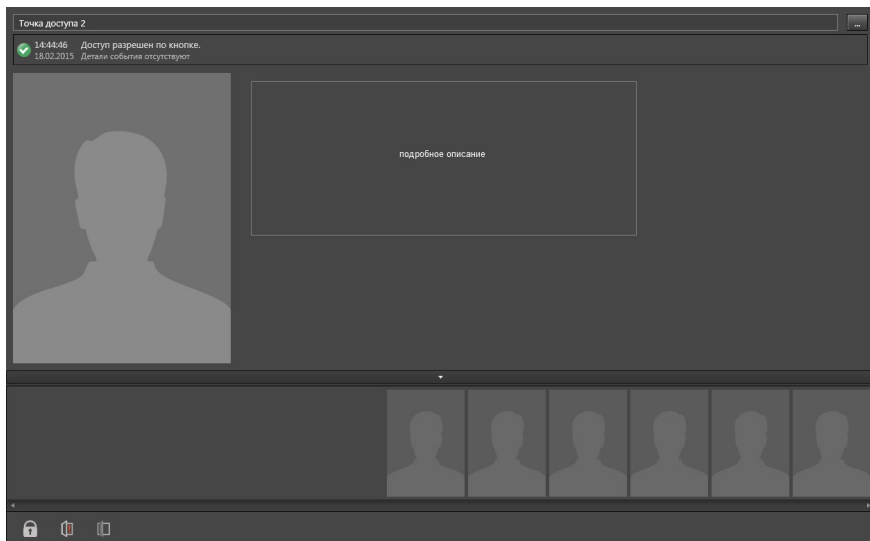 Точка доступа 2
...
14:44:46 Доступ разрешен по кнопке.
18.02.2015 Детали события отсутствуют
подробное описание